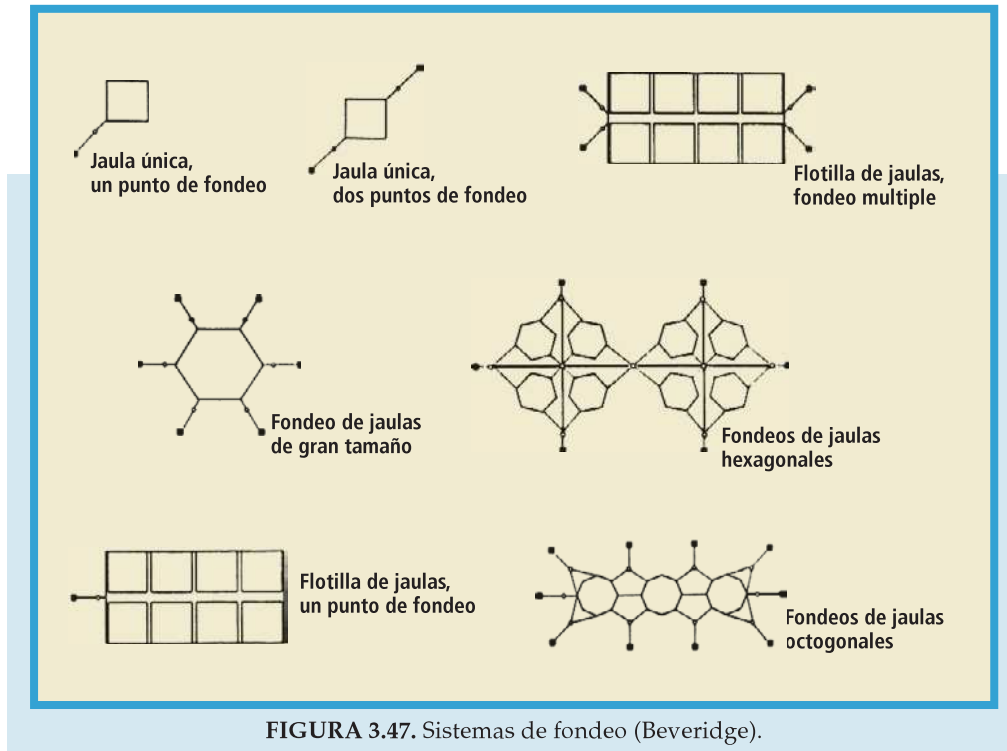 Jaula única,
un punto de fondeo
Jaula única,
dos puntos de fondeo
Flotilla de jaulas,
fondeo multiple
Fondeo de jaulas
de gran tamaño
Fondeos de jaulas
hexagonales
Flotilla de jaulas,
un punto de fondeo
Fondeos de jaulas
octogonales
FIGURA 3.47. Sistemas de fondeo (Beveridge).